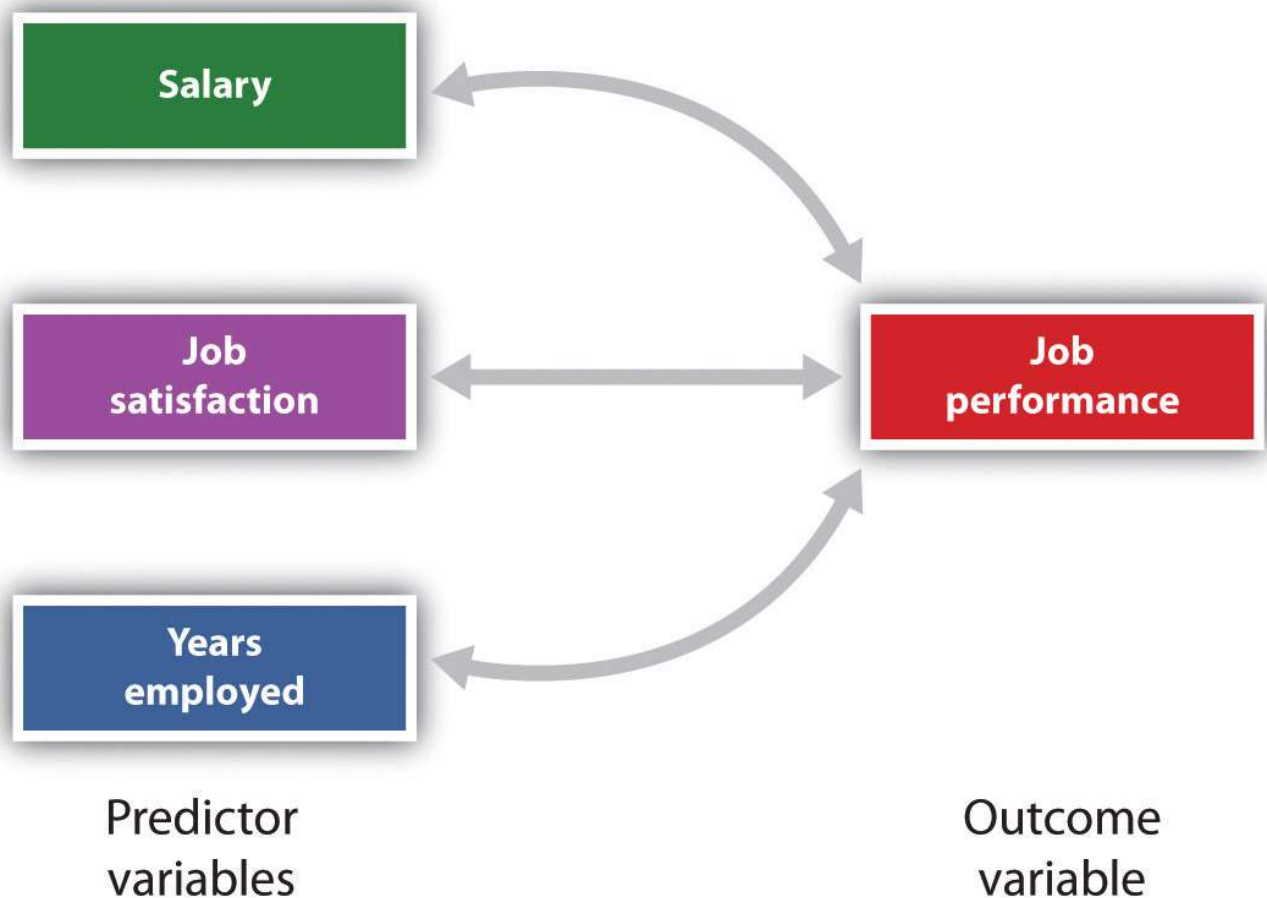 Salary
Job
satisfaction
Job
performance
Years
employed
Predictor
variables
Outcome
variable